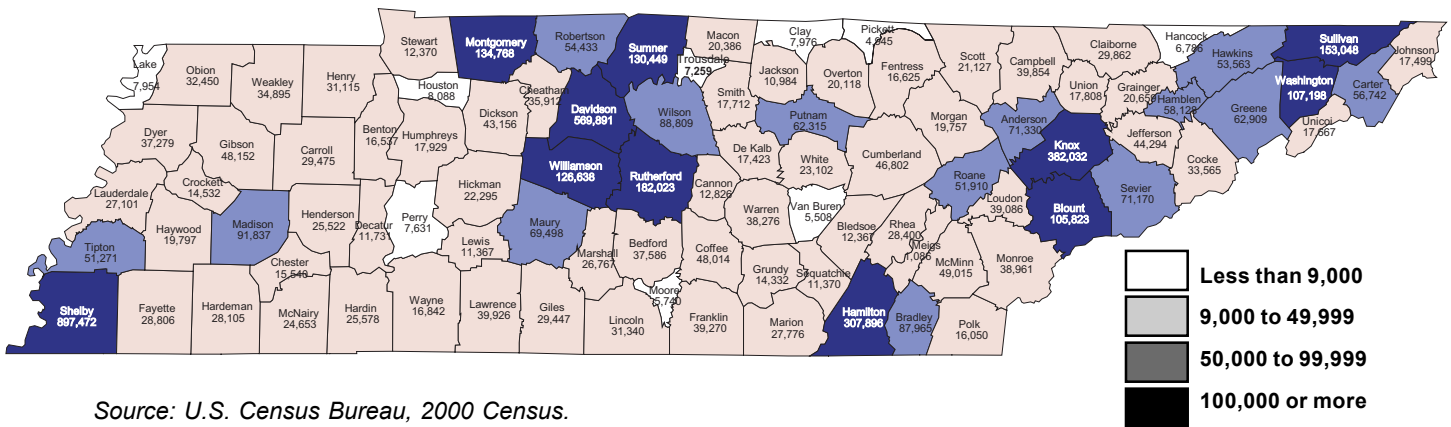 Lake
7,954
Obion
32,450
Weakley
34,895
Henry
31,115
Stewart
12,370
Montgomery
134,768
Robertson
54,433
Sumner
130,449
Macon
20,386
Trousdale
7,259
Clay
7,976
Pickett
4,945
Scott
21,127
Campbell
39,854
Claiborne
29,862
Hancock
6,786
Hawkins
53,563
Sullivan
153,048
Johnson
17,499
Houston
8,088
Cheatham
35,912
Davidson
569,891
Wilson
88,809
Smith
17,712
Jackson
10,984
Overton
20,118
Fentress
16,625
Union
17,808
Grainger
20,659
Hamblen
58,128
Greene
62,909
Washington
107,198
Carter
56,742
Unicoi
17,667
Dyer
37,279
Gibson
48,152
Carroll
29,475
Benton
16,537
Humphreys
17,929
Dickson
43,156
Putnam
62,315
De Kalb
17,423
White
23,102
Cumberland
46,802
Morgan
19,757
Anderson
71,330
Knox
382,032
Jefferson
44,294
Cocke
33,565
Crockett
14,532
Lauderdale
27,101
Haywood
19,797
Madison
91,837
Henderson
25,522
Decatur
11,731
Perry
7,631
Hickman
22,295
Williamson
126,638
Rutherford
182,023
Cannon
12,826
Warren
38,276
Van Buren
5,508
Bledsoe
12,367
Rhea
28,400
Meigs
1,086
Roane
51,910
Loudon
39,086
Blount
105,823
Sevier
71,170
Tipton
51,271
Chester
15,540
Lewis
11,367
Maury
69,498
Marshall
26,767
Bedford
37,586
Coffee
48,014
Grundy
14,332
Sequatchie
11,370
McMinn
49,015
Monroe
38,961
Shelby
897,472
Fayette
28,806
Hardeman
28,105
McNairy
24,653
Hardin
25,578
Wayne
16,842
Lawrence
39,926
Giles
29,447
Lincoln
31,340
Moore
5,740
Franklin
39,270
Marion
27,776
Hamilton
307,896
Bradley
87,965
Polk
16,050
Less than 9,000
9,000 to 49,999
50,000 to 99,999
100,000 or more
Source: U.S. Census Bureau, 2000 Census.